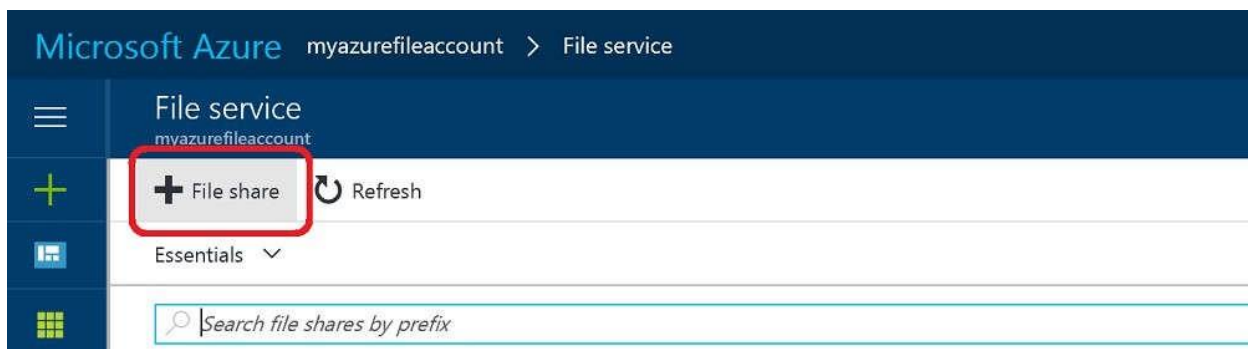 Microsoft Azure myazurefileaccount > File service
File service
myazurefileaccount
File share Refresh
Essentials
Search file shares by prefix